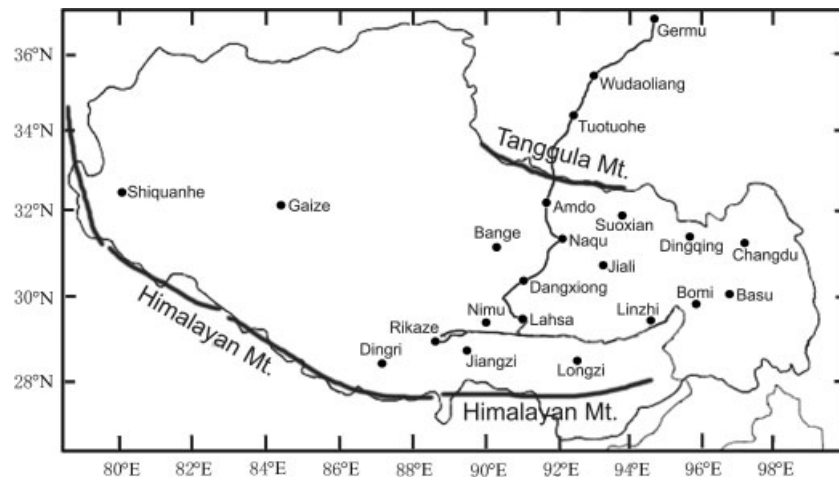 36°N
34°N
32°N
30°N
28°N
Germu
Wudaoliang
Tuotuohe
Tanggula Mt.
Shiquanhe
Gaize
Amdo
Suoxian
Bange
Naqu
Dingqing
Changdu
Jiali
Dangxiong
Bomi
Basu
Himalayan Mt.
Nimu
Lahsa
Linzhi
Rikaze
Dingri
Jiangzi
Longzi
Himalayan Mt.
80°E 82°E 84°E 86°E 88°E 90°E 92°E 94°E 96°E 98°E